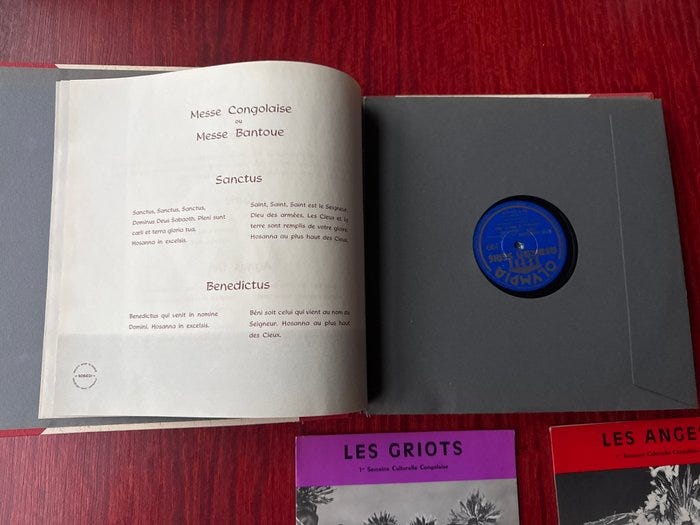 Messe Congolaise
ou
Messe Bantoue
Sanctus
Sanctus, Sanctus, Sanctus,
Dominus Deus Sabaoth. Pleni sunt
cæli et terra gloria tua.
Hosanna in excelsis.
Saint, Saint, Saint est le Seigneur,
Dieu des armées. Les Cieux et la
terre sont remplis de votre gloire.
Hosanna au plus haut des Cieux.
Benedictus
Benedictus qui venit in nomine
Domini. Hosanna in excelsis.
Béni soit celui qui vient au nom du
Seigneur. Hosanna au plus haut
des Cieux.
SOBEDI
OLYMPIA
LES GRIOTS
1re Semaine Culturelle Congolaise
LES ANGES
1re Semaine Culturelle